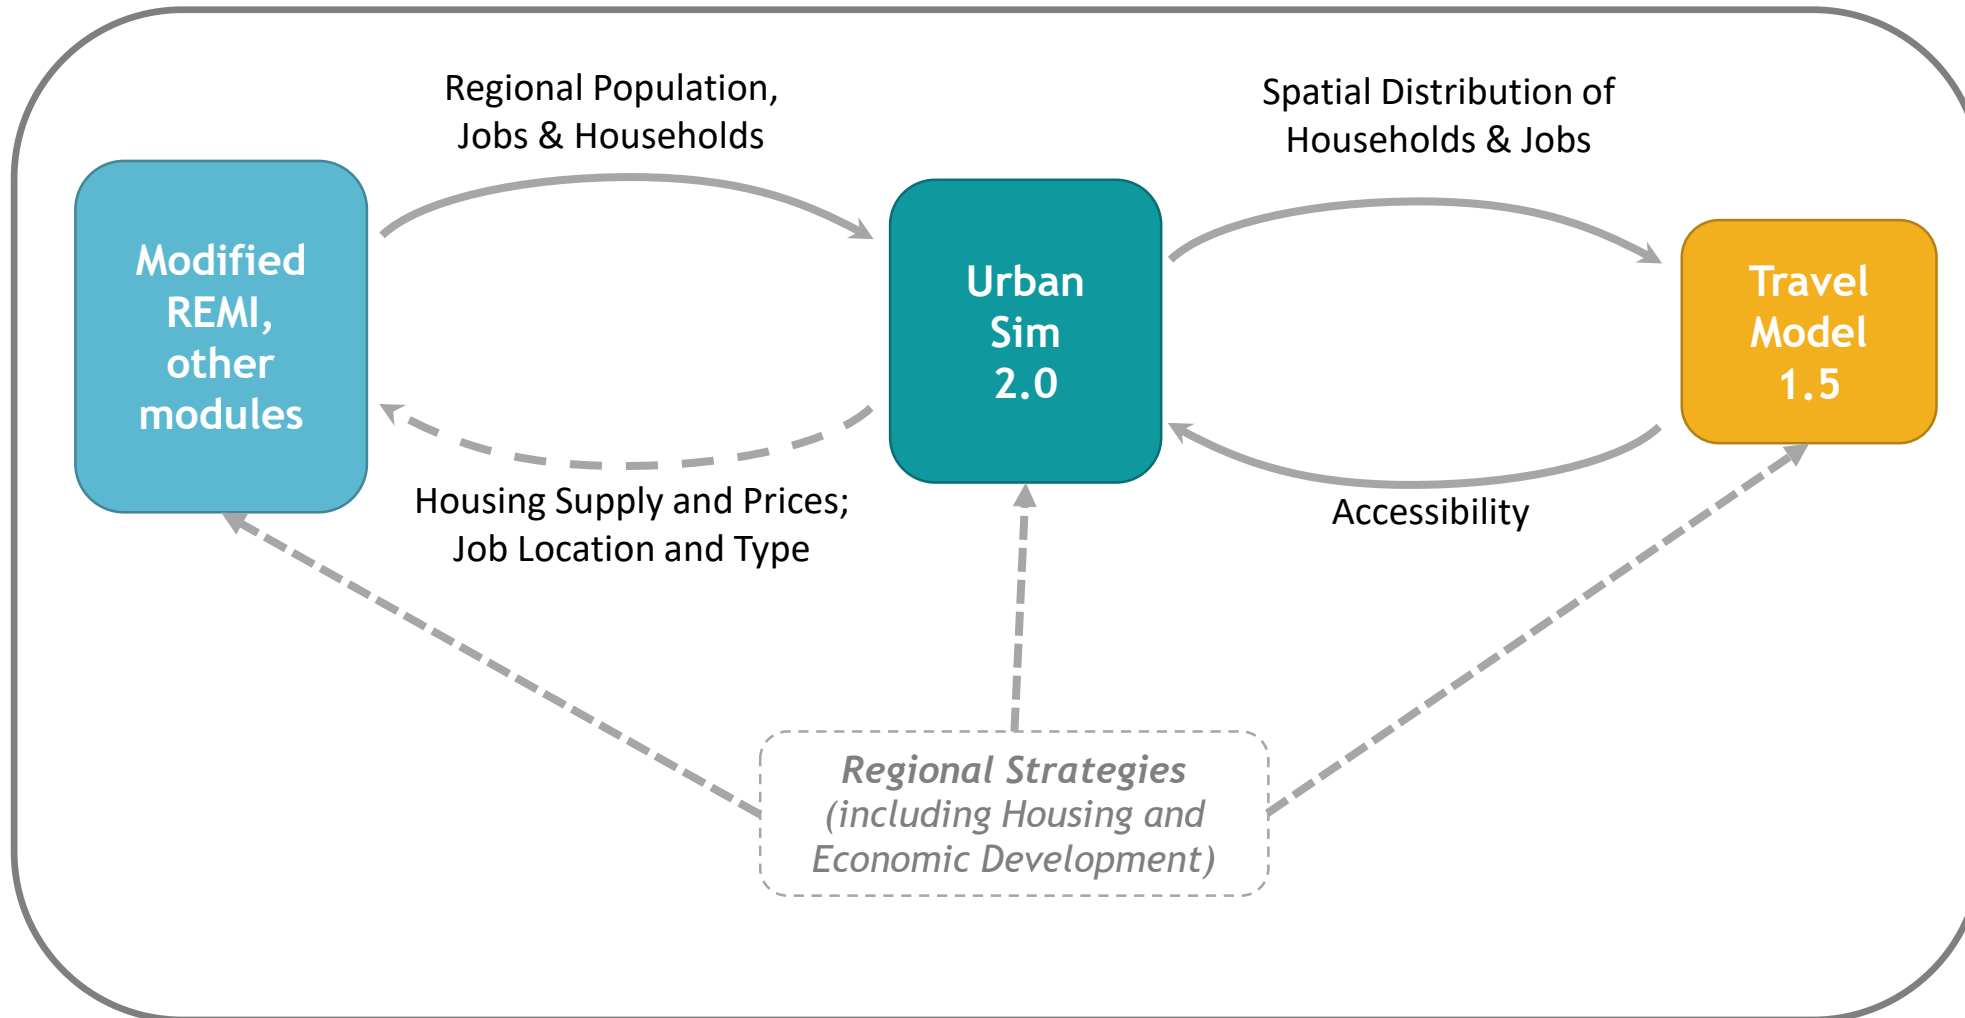 Regional Population,
Jobs & Households
Spatial Distribution of
Households & Jobs
Modified
REMI,
other
modules
Urban
Sim
2.0
Travel
Model
1.5
Housing Supply and Prices;
Job Location and Type
Accessibility
Regional Strategies
(including Housing and
Economic Development)